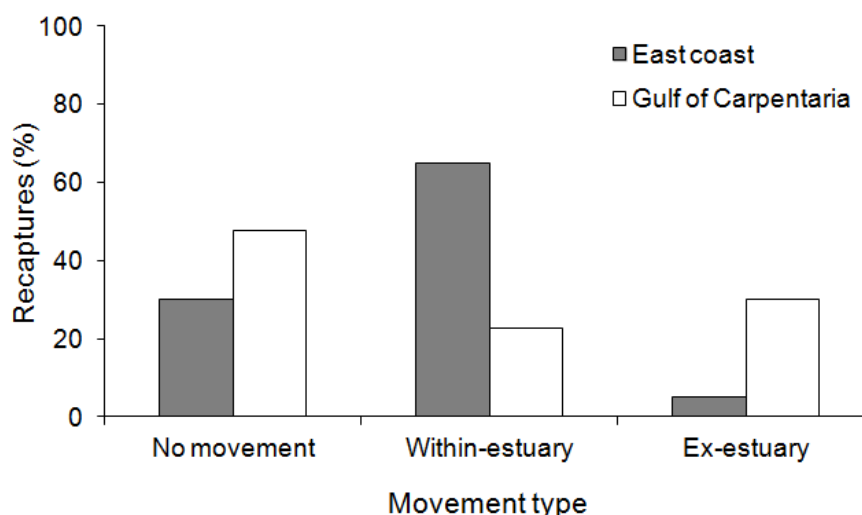 100
80
60
40
20
0
Recaptures (%)
East coast
Gulf of Carpentaria
No movement
Within-estuary
Ex-estuary
Movement type